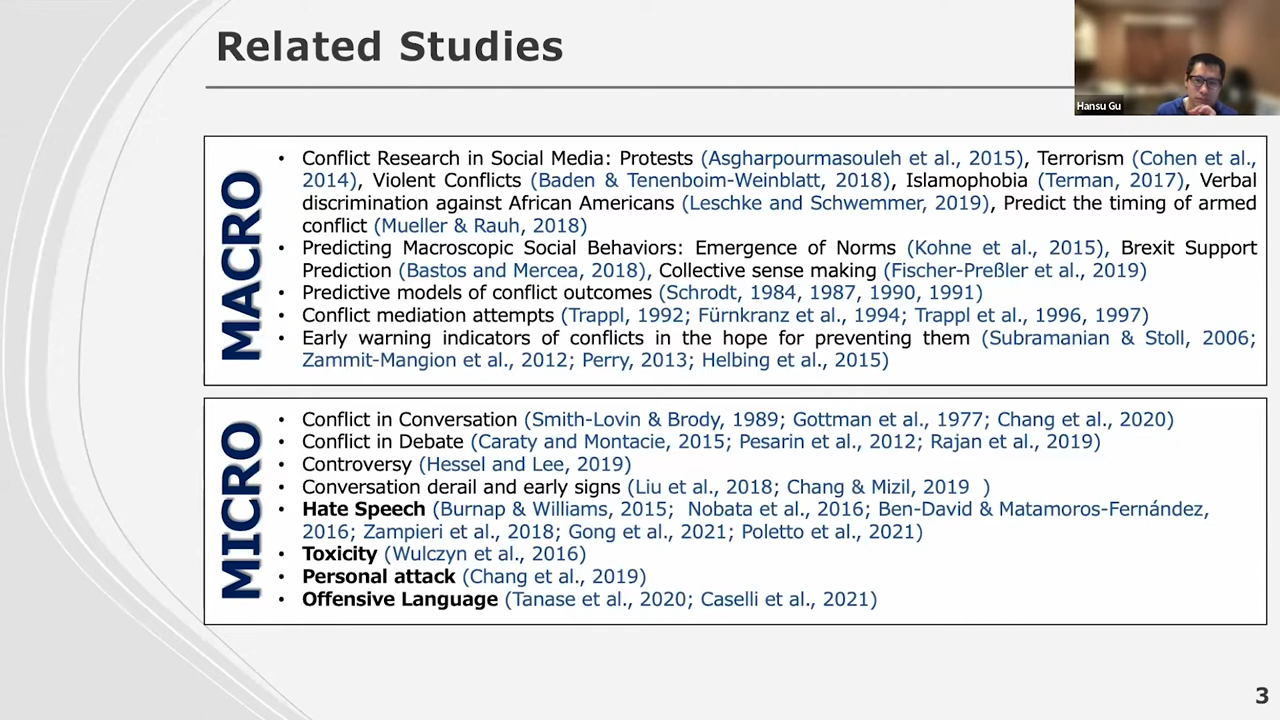 Related Studies
Hansu Gu
MACRO
• Conflict Research in Social Media: Protests (Asgharpourmasouleh et al., 2015), Terrorism (Cohen et al.,
2014), Violent Conflicts (Baden & Tenenboim-Weinblatt, 2018), Islamophobia (Terman, 2017), Verbal
discrimination against African Americans (Leschke and Schwemmer, 2019), Predict the timing of armed
conflict (Mueller & Rauh, 2018)
• Predicting Macroscopic Social Behaviors: Emergence of Norms (Kohne et al., 2015), Brexit Support
Prediction (Bastos and Mercea, 2018), Collective sense making (Fischer-Preßler et al., 2019)
• Predictive models of conflict outcomes (Schrodt, 1984, 1987, 1990, 1991)
• Conflict mediation attempts (Trappl, 1992; Fürnkranz et al., 1994; Trappl et al., 1996, 1997)
• Early warning indicators of conflicts in the hope for preventing them (Subramanian & Stoll, 2006;
Zammit-Mangion et al., 2012; Perry, 2013; Helbing et al., 2015)
MICRO
• Conflict in Conversation (Smith-Lovin & Brody, 1989; Gottman et al., 1977; Chang et al., 2020)
• Conflict in Debate (Caraty and Montacie, 2015; Pesarin et al., 2012; Rajan et al., 2019)
• Controversy (Hessel and Lee, 2019)
• Conversation derail and early signs (Liu et al., 2018; Chang & Mizil, 2019 )
• Hate Speech (Burnap & Williams, 2015; Nobata et al., 2016; Ben-David & Matamoros-Fernández,
2016; Zampieri et al., 2018; Gong et al., 2021; Poletto et al., 2021)
• Toxicity (Wulczyn et al., 2016)
• Personal attack (Chang et al., 2019)
• Offensive Language (Tanase et al., 2020; Caselli et al., 2021)
3